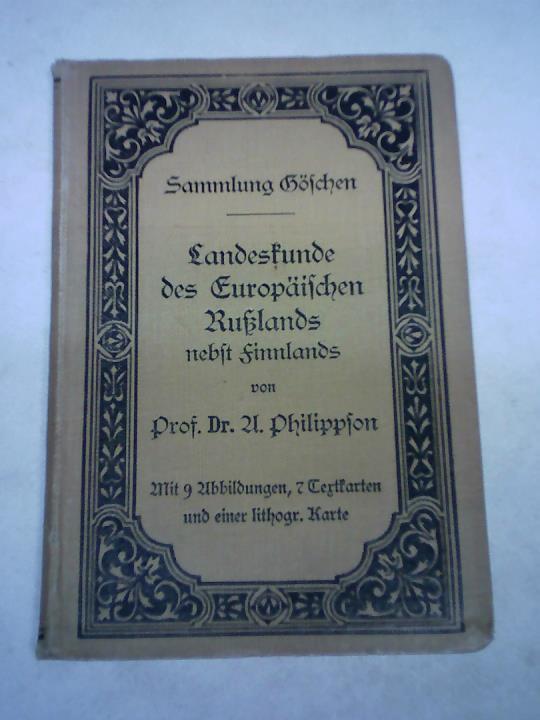 Sammlung Göschen
Landeskunde
des Europäischen
Rußlands
nebst Finnlands
von
Prof. Dr. A. Philippson
Mit 9 Abbildungen, 7 Textkarten
und einer lithogr. Karte